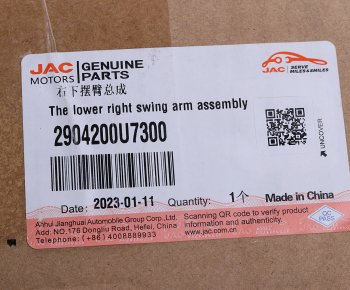 JAC MOTORS
GENUINE PARTS
JAC SERVE MILES&SMILES
右下摆臂总成
The lower right swing arm assembly
2904200U7300
UNCOVER
Date: 2023-01-11 Quantity: 1个 Made in China
Anhui Jianghuai Automobile Group Corp.,Ltd.
Add: NO.176 Dongliu Road, Hefei, China
Telephone: (+86) 4008889933
Scanning QR code to verify product
information and authenticity.
www.jac.com.cn
QC
PASS